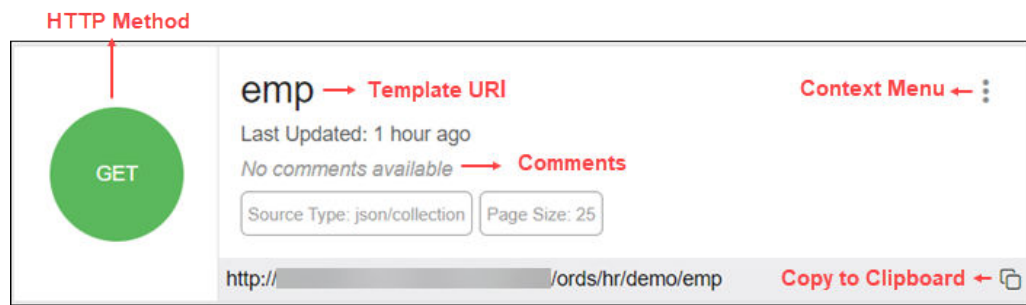 HTTP Method
emp Template URI Context Menu
Last Updated: 1 hour ago
GET
No comments available Comments
Source Type: json/collection Page Size: 25
http:// /ords/hr/demo/emp Copy to Clipboard